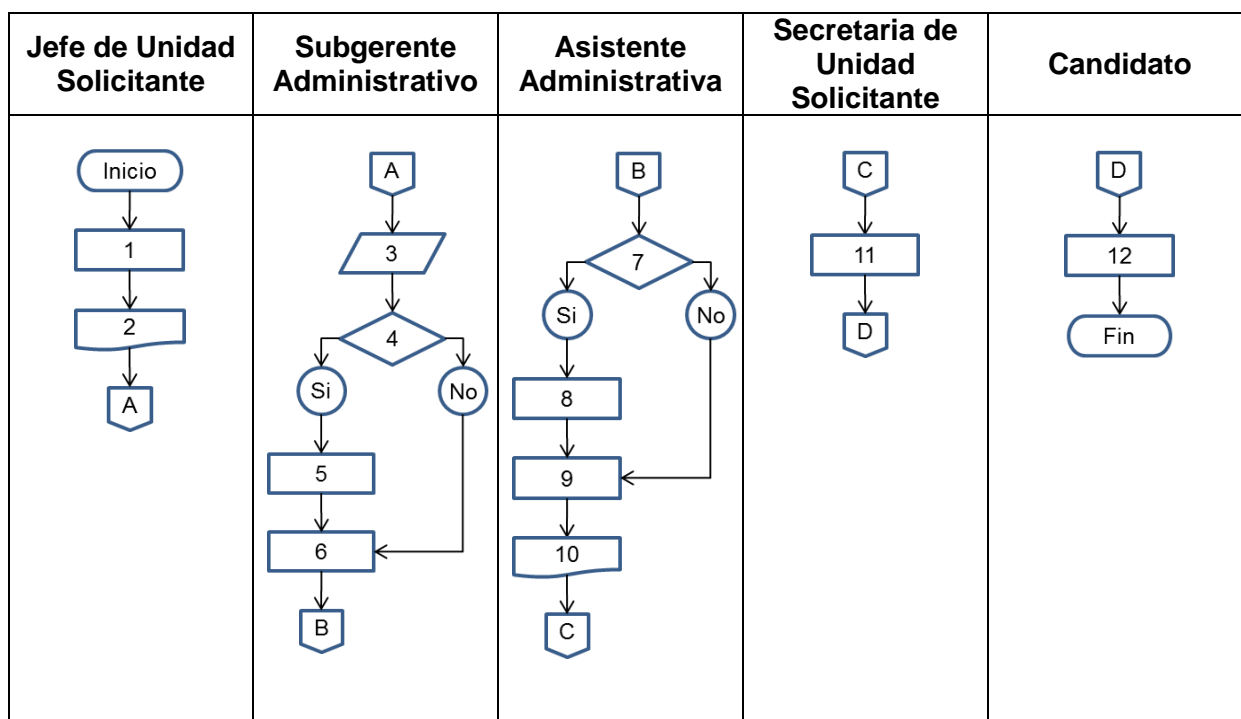 Jefe de Unidad
Solicitante
Subgerente
Administrativo
Asistente
Administrativa
Secretaria de
Unidad
Solicitante
Candidato
Inicio
1
2
A
A
3
4
Si
No
5
6
B
B
7
Si
No
8
9
10
C
C
11
D
D
12
Fin